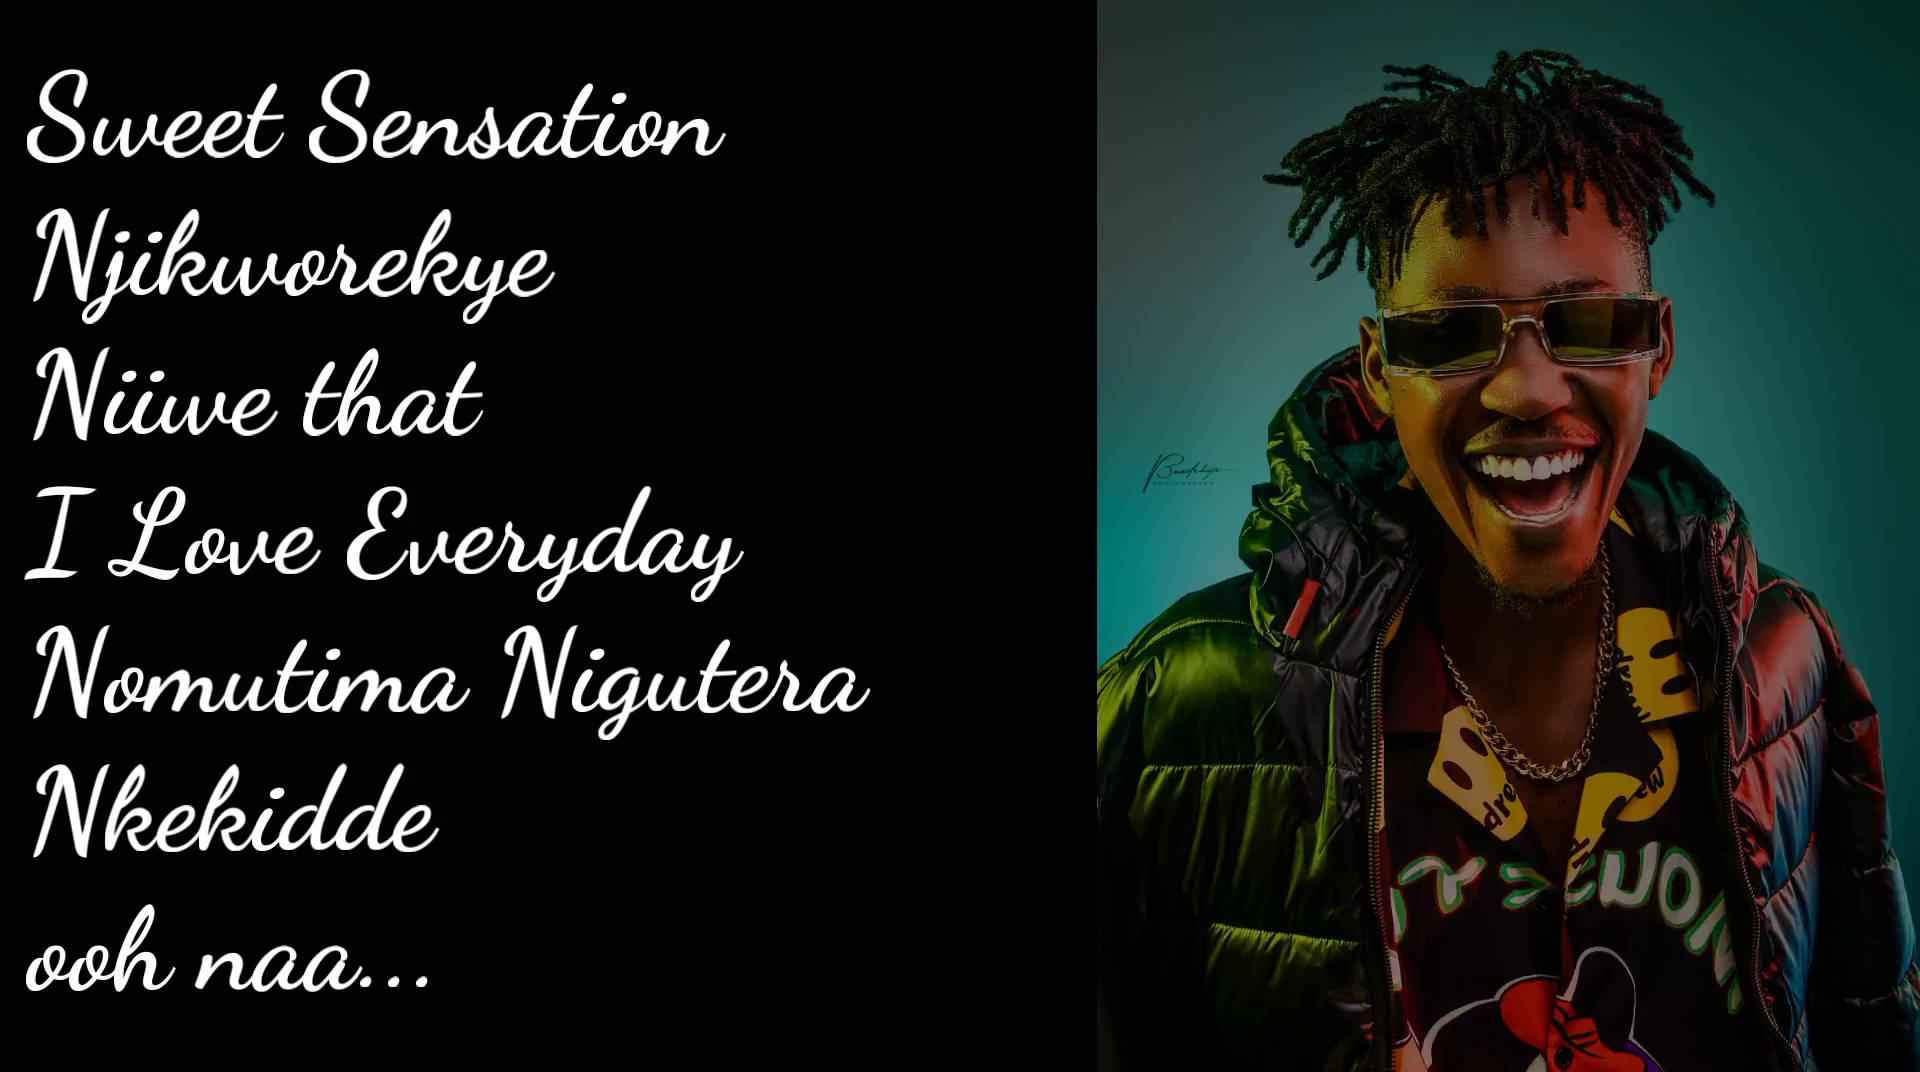 Sweet Sensation
Njikworekye
Niiwe that
I Love Everyday
Nomutima Nigutera
Nkekidde
ooh naa...